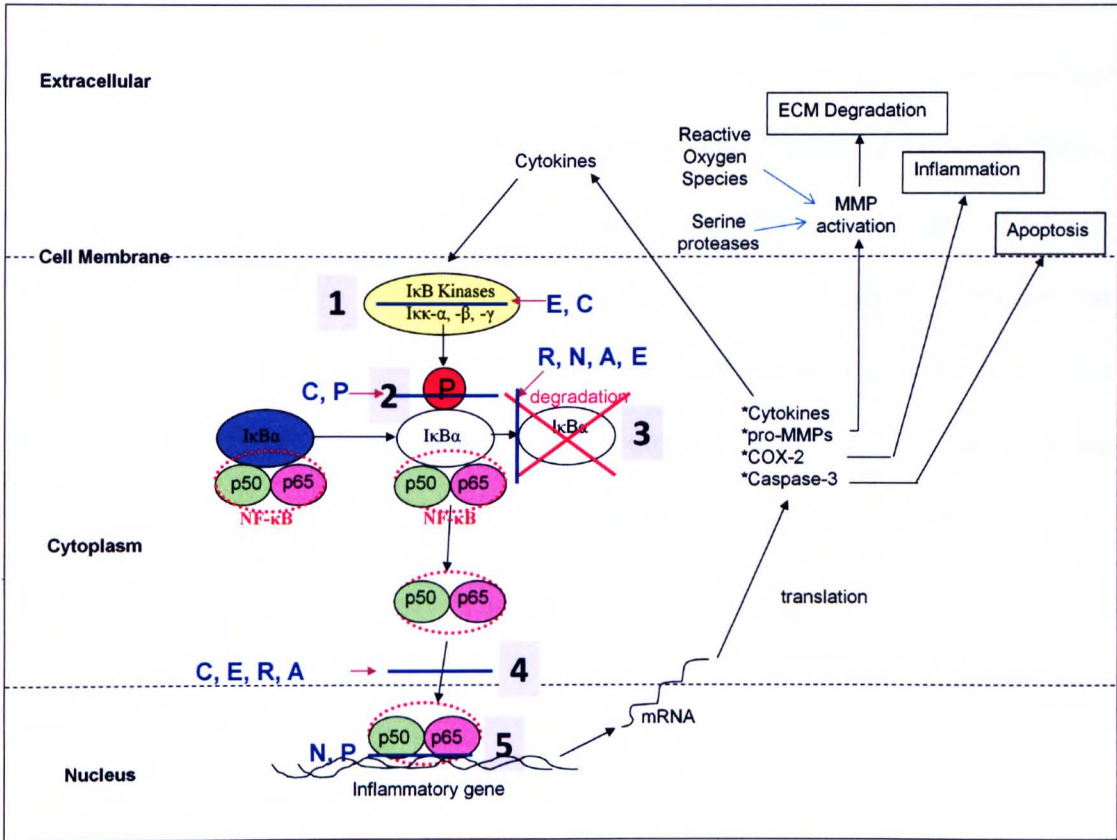 Extracellular
ECM Degradation
Reactive
Oxygen
Species
Cytokines
Inflammation
MMP
activation
Serine
proteases
Apoptosis
Cell Membrane
1
IκB Kinases
Iκκ-α, -β, -γ
E, C
R, N, A, E
C, P
2
P
degradation
IκBα
IκBα
IκBα
3
*Cytokines
*pro-MMPs
*COX-2
*Caspase-3
p50
p65
NF-κB
p50
p65
NF-κB
Cytoplasm
p50
p65
translation
C, E, R, A
4
mRNA
p50
p65
5
N, P
Nucleus
Inflammatory gene